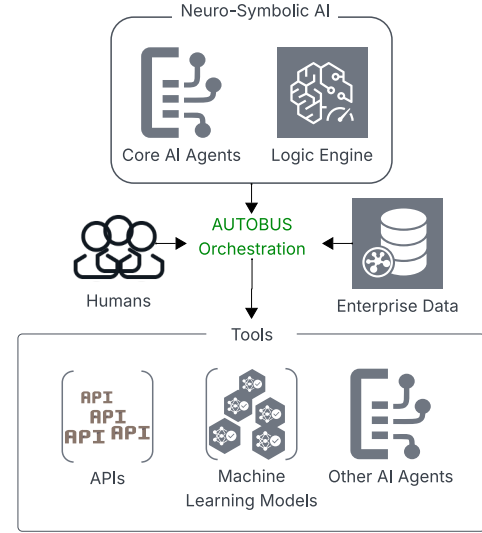 Neuro-Symbolic AI
Core AI Agents
Logic Engine
AUTOBUS
Orchestration
Humans
Enterprise Data
Tools
API
API
API API
APIs
Machine
Learning Models
Other AI Agents